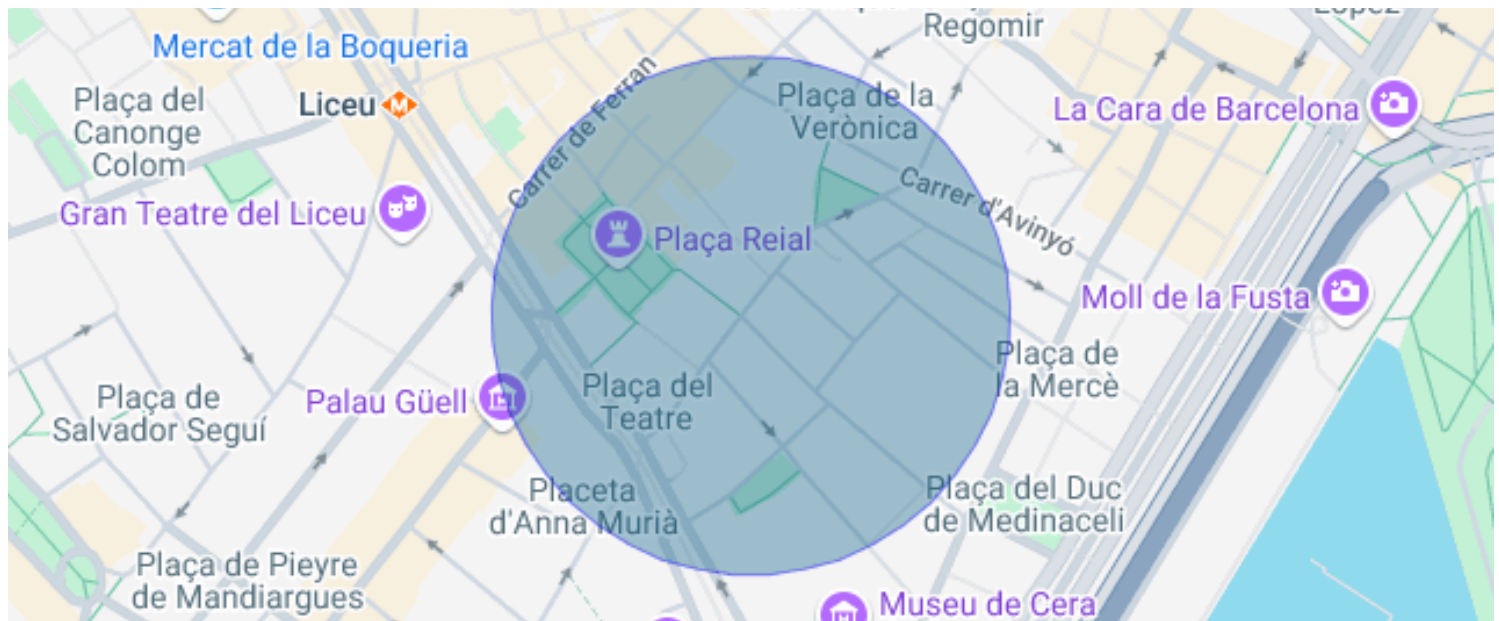 Regomir
Mercat de la Boqueria
Plaça del
Canonge
Colom
Liceu
M
Carrer de Ferran
Plaça de la
Verònica
La Cara de Barcelona
Gran Teatre del Liceu
Plaça Reial
Carrer d'Avinyó
Moll de la Fusta
Plaça de
la Mercè
Plaça de
Salvador Seguí
Palau Güell
Plaça del
Teatre
Placeta
d'Anna Murià
Plaça del Duc
de Medinaceli
Plaça de Pieyre
de Mandiargues
Museu de Cera